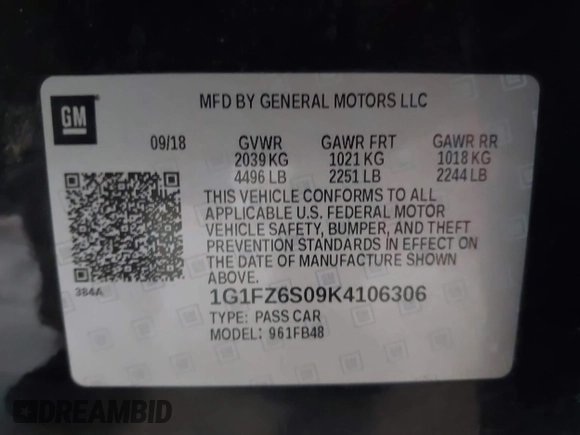 GM
MFD BY GENERAL MOTORS LLC
09/18 GVWR GAWR FRT GAWR RR
2039 KG 1021 KG 1018 KG
4496 LB 2251 LB 2244 LB
THIS VEHICLE CONFORMS TO ALL
APPLICABLE U.S. FEDERAL MOTOR
VEHICLE SAFETY, BUMPER, AND THEFT
PREVENTION STANDARDS IN EFFECT ON
THE DATE OF MANUFACTURE SHOWN
ABOVE.
384A
1G1FZ6S09K4106306
TYPE: PASS CAR
MODEL: 961FB48
DREAMBID